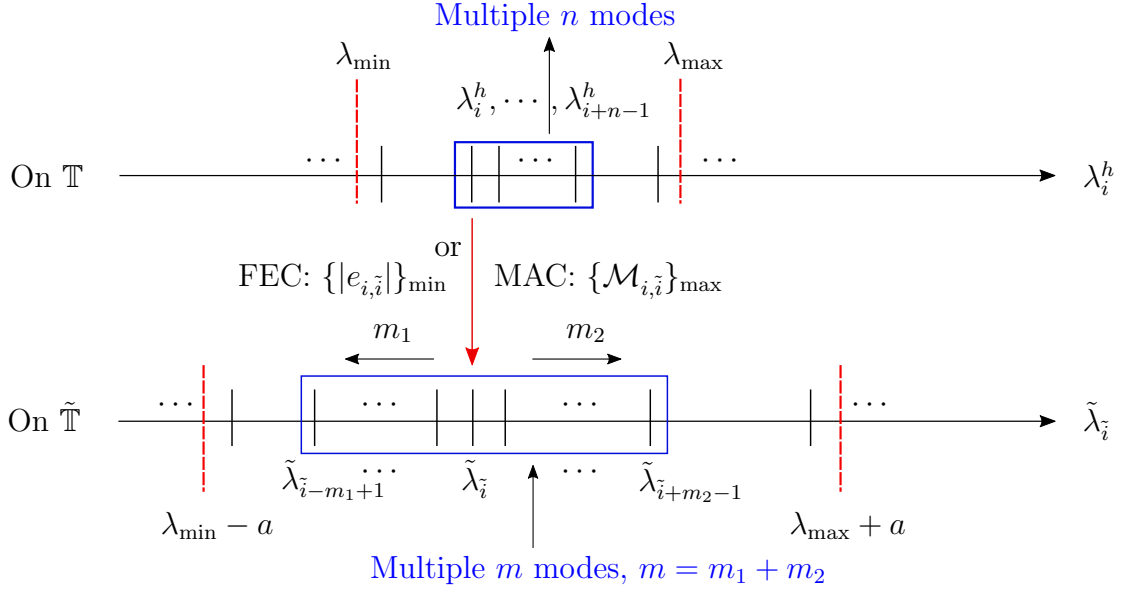 Multiple n modes
λ_min λ_max
λ_i^h, ⋯ , λ_{i+n−1}^h
⋯ ⋯ ⋯
On 𝕋 λ_i^h
or
FEC: {|e_{i,ĩ}|}_min MAC: {ℳ_{i,ĩ}}_max
m_1 m_2
⋯ ⋯ ⋯ ⋯
On 𝕋̃ λ̃_ĩ
λ̃_{ĩ−m_1+1} ⋯ λ̃_ĩ ⋯ λ̃_{ĩ+m_2−1}
λ_min − a λ_max + a
Multiple m modes, m = m_1 + m_2